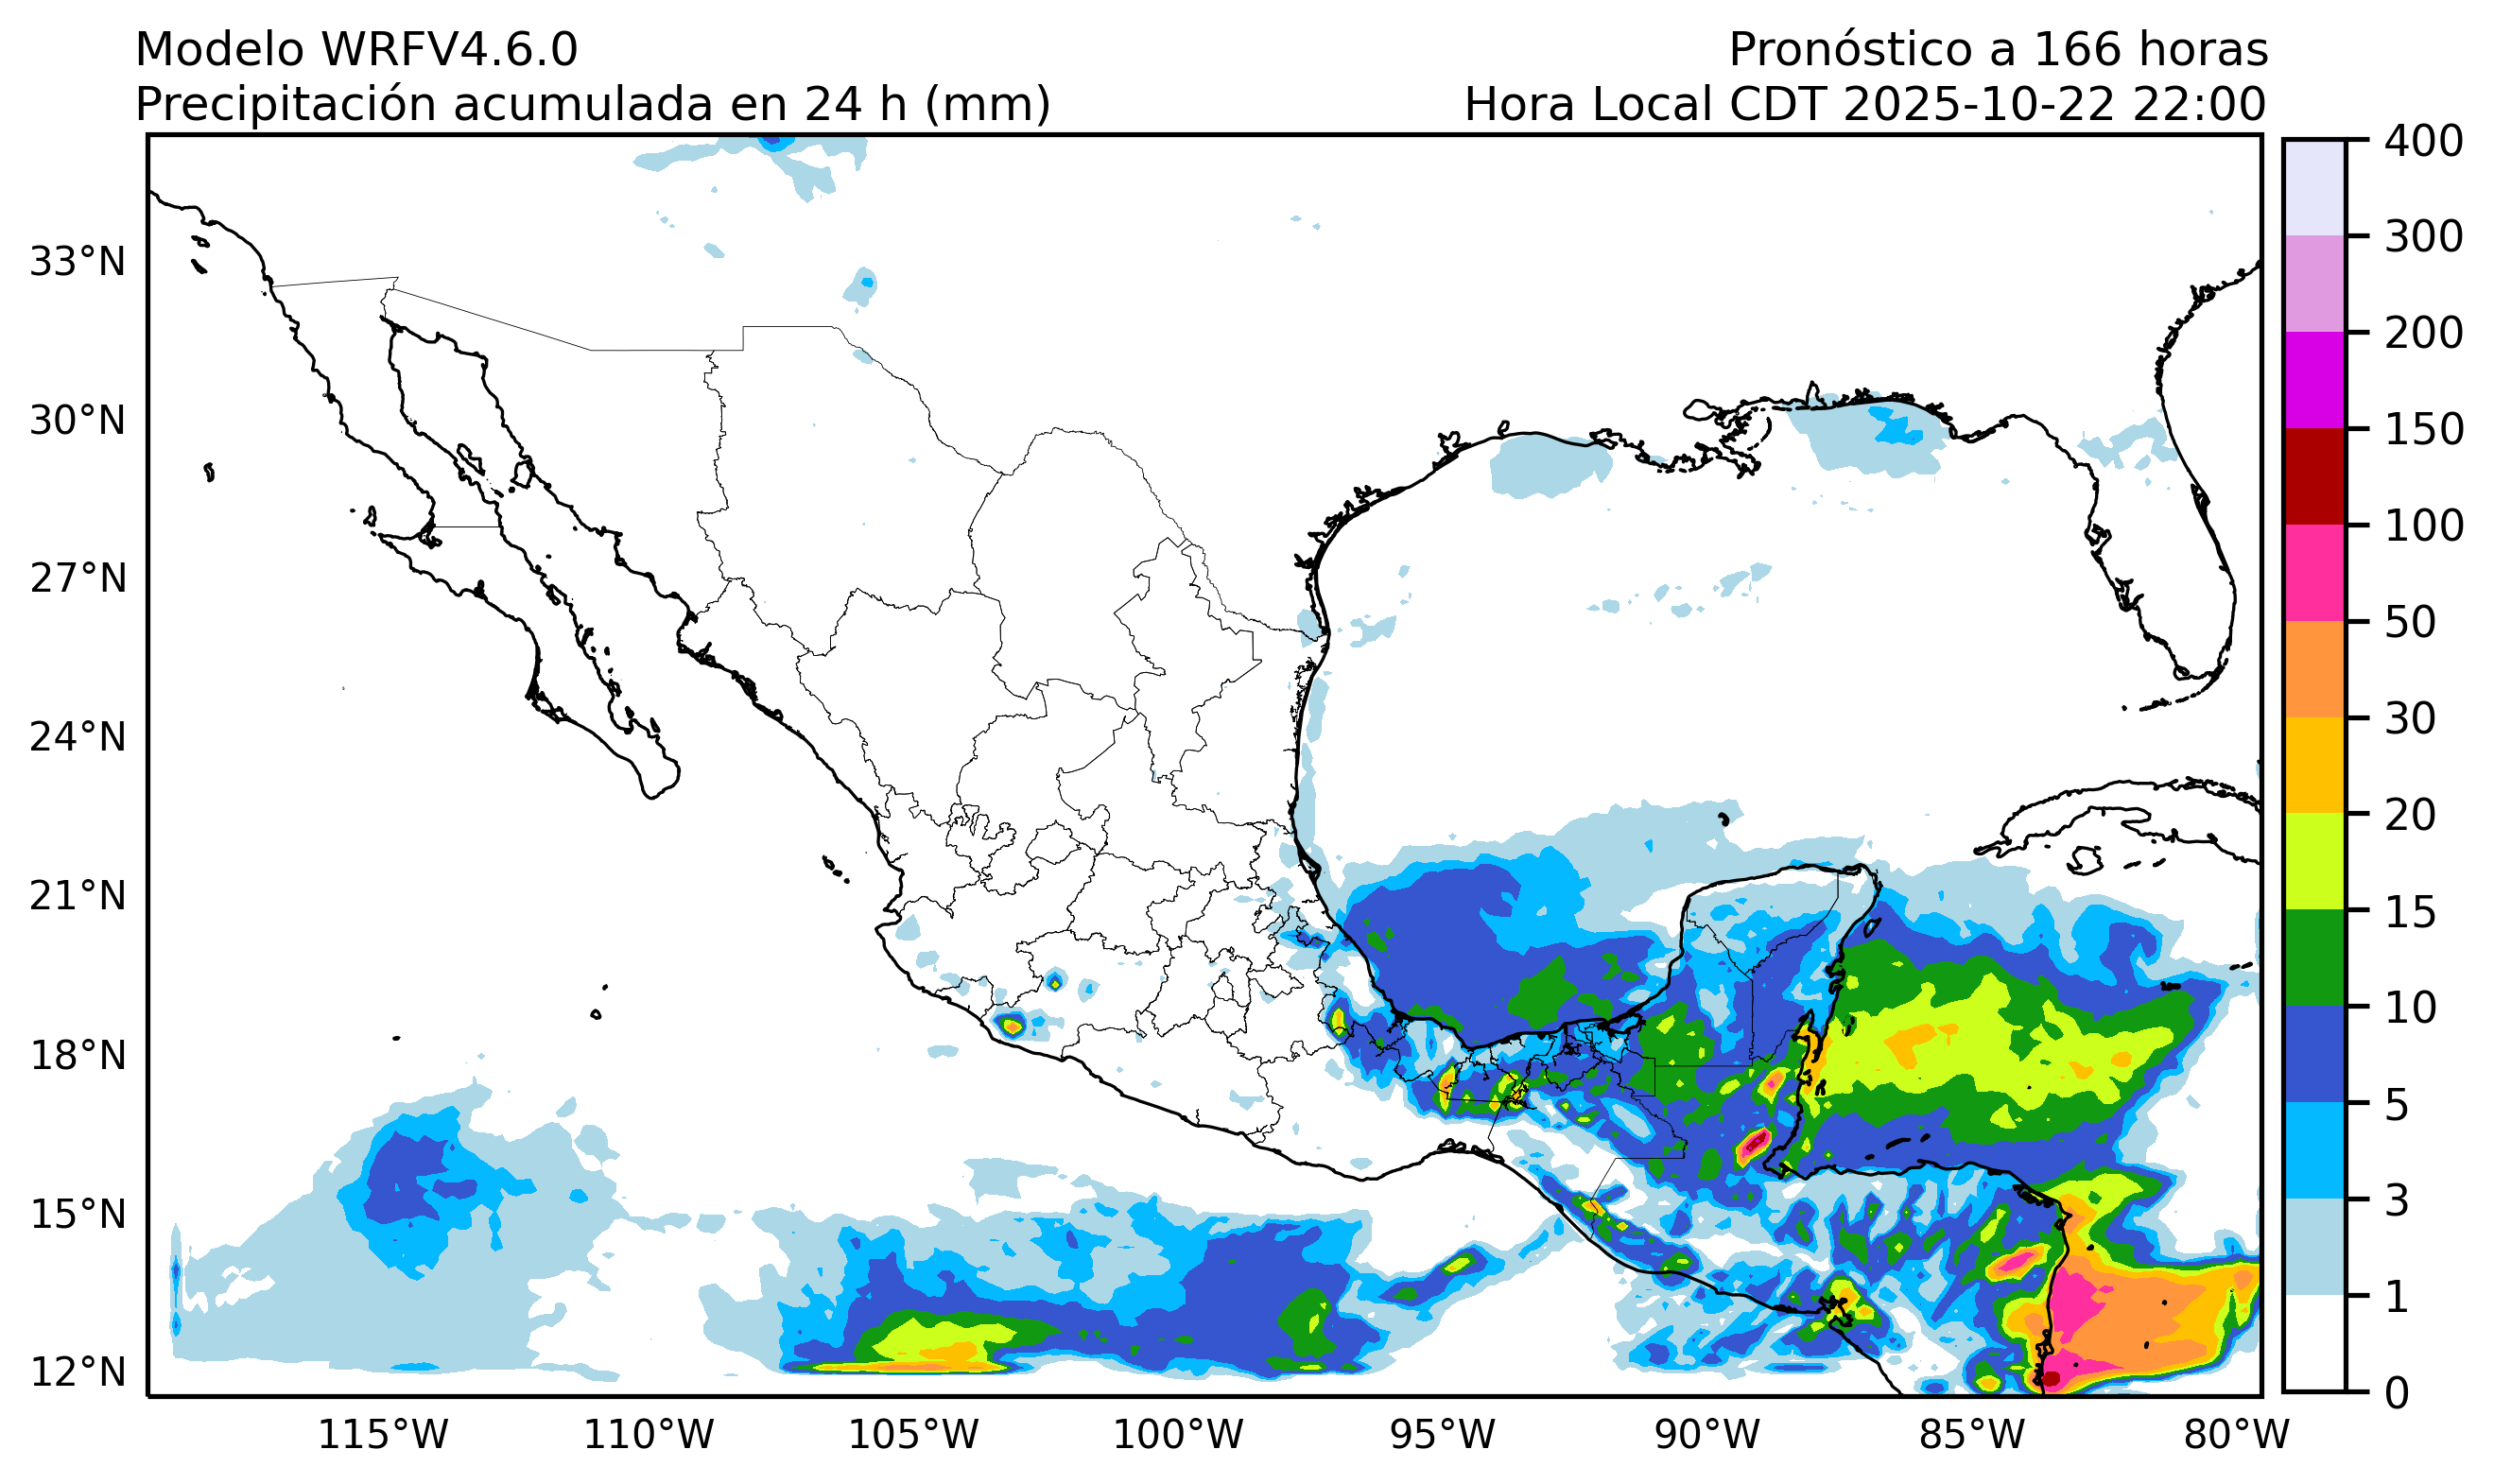 Modelo WRFV4.6.0
Pronóstico a 166 horas
Precipitación acumulada en 24 h (mm)
Hora Local CDT 2025-10-22 22:00
33°N
30°N
27°N
24°N
21°N
18°N
15°N
12°N
115°W
110°W
105°W
100°W
95°W
90°W
85°W
80°W
400
300
200
150
100
50
30
20
15
10
5
3
1
0